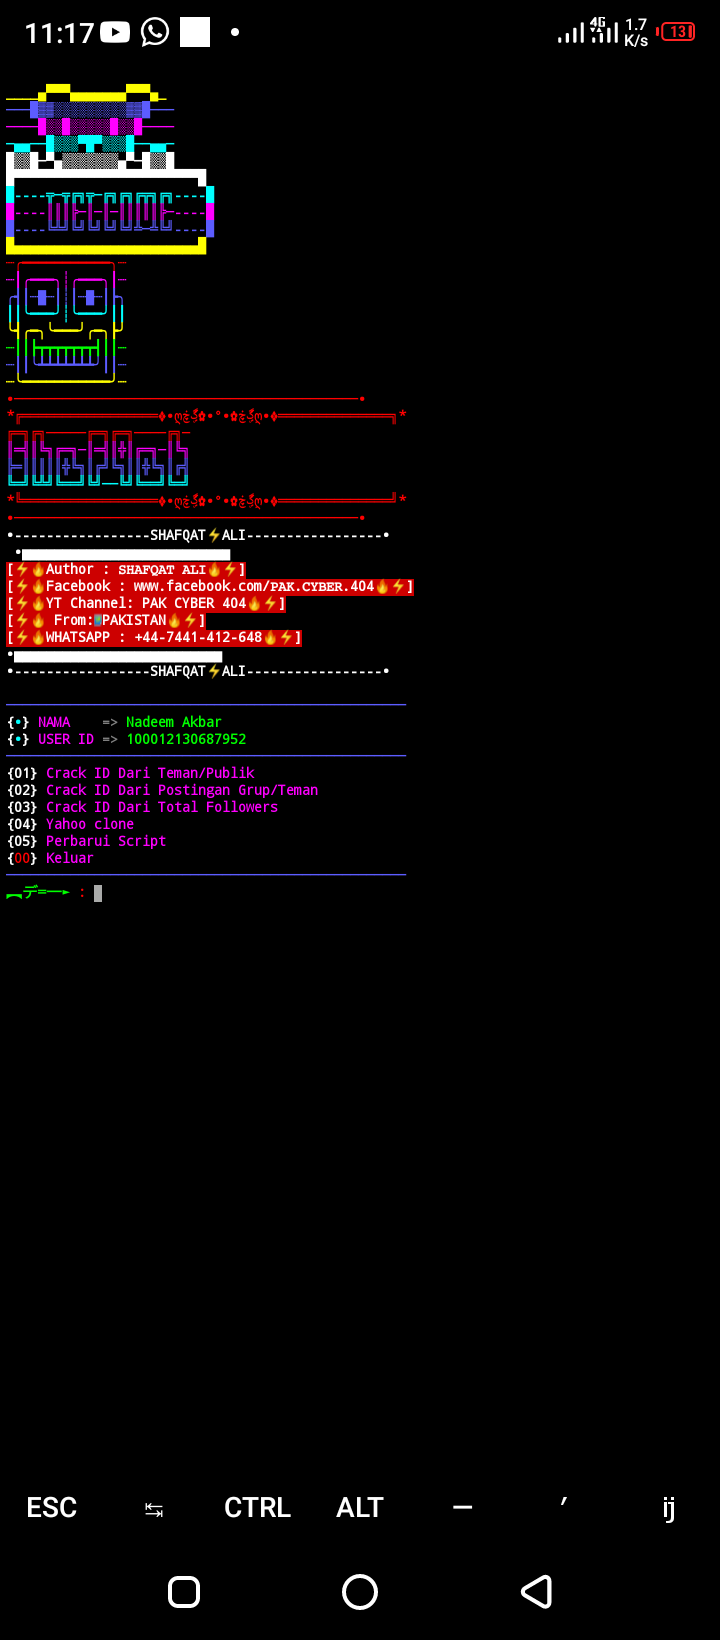 11:17
4G
1.7
K/s
13
WELCOME
•------------------SHAFQAT⚡ALI-----------------•
[⚡🔥Author : SHAFQAT ALI🔥⚡]
[⚡🔥Facebook : www.facebook.com/PAK.CYBER.404🔥⚡]
[⚡🔥YT Channel: PAK CYBER 404🔥⚡]
[⚡🔥 From:PAKISTAN🔥⚡]
[⚡🔥WHATSAPP : +44-7441-412-648🔥⚡]
•------------------SHAFQAT⚡ALI-----------------•
{•} NAMA => Nadeem Akbar
{•} USER ID => 100012130687952
{01} Crack ID Dari Teman/Publik
{02} Crack ID Dari Postingan Grup/Teman
{03} Crack ID Dari Total Followers
{04} Yahoo clone
{05} Perbarui Script
{00} Keluar
︻デ=一► :
ESC
CTRL
ALT
—
′
ij